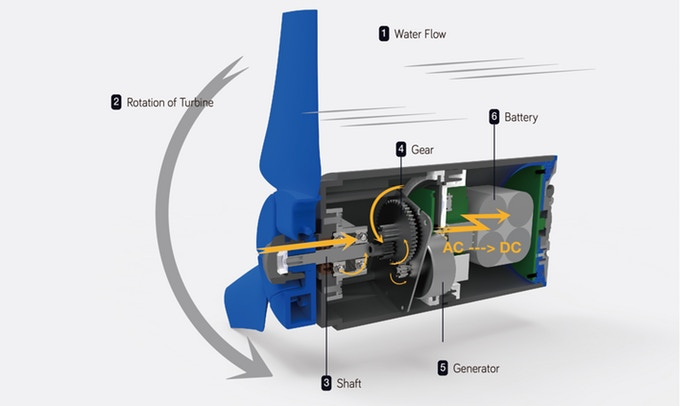 1 Water Flow
2 Rotation of Turbine
6 Battery
4 Gear
AC ---> DC
5 Generator
3 Shaft